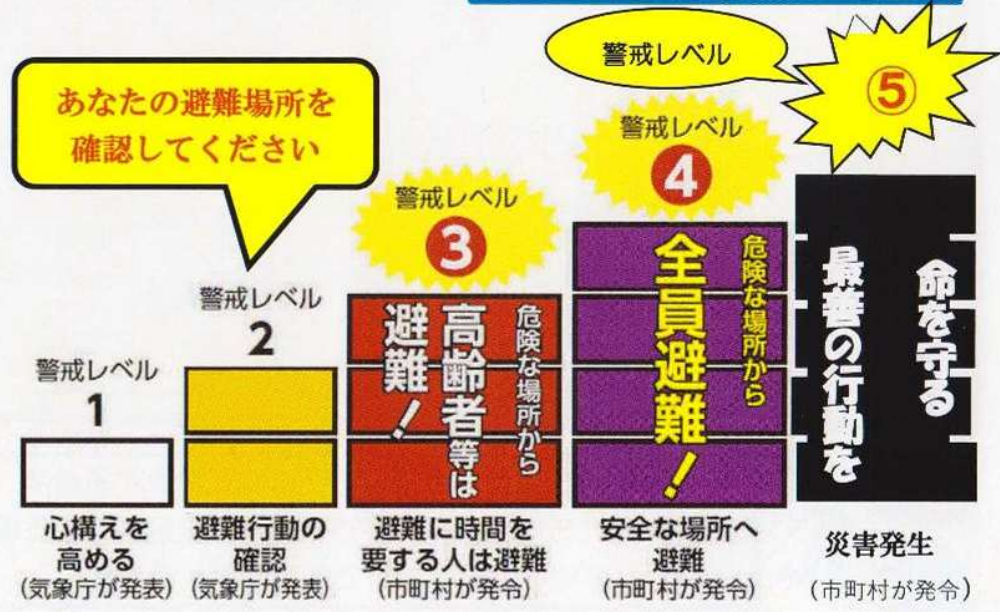 あなたの避難場所を
確認してください
警戒レベル
1
心構えを
高める
(気象庁が発表)
警戒レベル
2
避難行動の
確認
(気象庁が発表)
警戒レベル
3
危険な場所から
高齢者等は
避難!
避難に時間を
要する人は避難
(市町村が発令)
警戒レベル
4
危険な場所から
全員避難!
安全な場所へ
避難
(市町村が発令)
警戒レベル
⑤
命を守る
最善の行動を
災害発生
(市町村が発令)